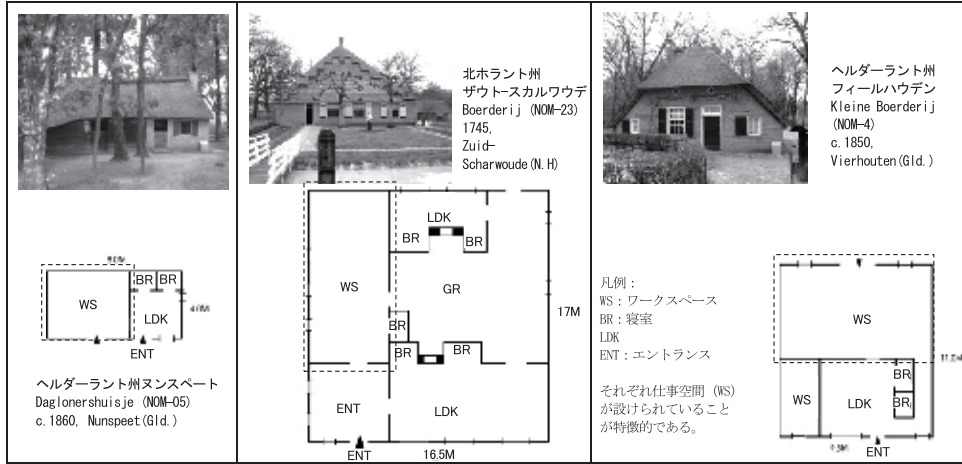 WS
BR
BR
LDK
ENT
ヘルダーラント州ヌンスペート
Daglonershuisje (NOM-05)
c.1860, Nunspeet(Gld.)
北ホラント州
ザウト-スカルワウデ
Boerderij (NOM-23)
1745,
Zuid-
Scharwoude(N.H)
LDK
BR
BR
WS
GR
17M
BR
BR
BR
ENT
LDK
ENT
16.5M
ヘルダーラント州
フィールハウデン
Kleine Boerderij
(NOM-4)
c.1850,
Vierhouten(Gld.)
凡例：
WS：ワークスペース
BR：寝室
LDK
ENT：エントランス
それぞれ仕事空間 (WS)
が設けられていること
が特徴的である。
WS
WS
LDK
BR
BR
ENT